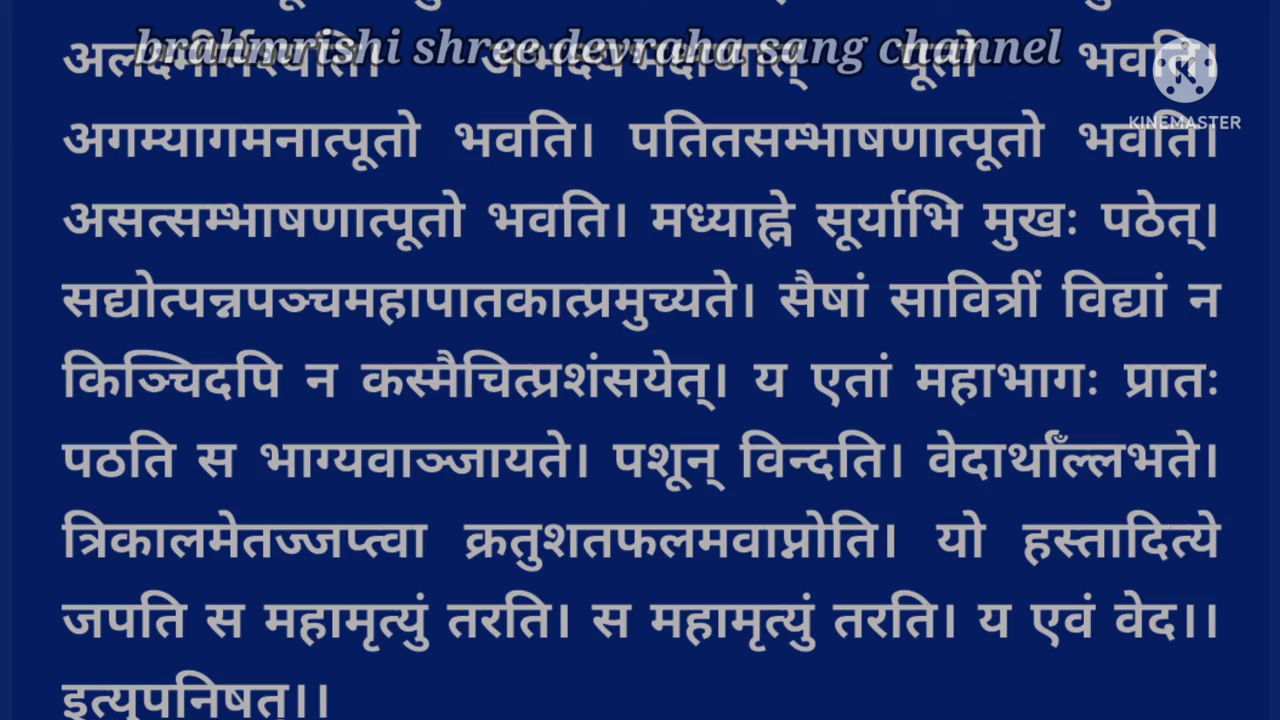 brahmrishi shree devraha sang channel
पूतो भवति।
KINEMASTER
अगम्यागमनात्पूतो भवति। पतितसम्भाषणात्पूतो भवति।
असत्सम्भाषणात्पूतो भवति। मध्याह्ने सूर्याभि मुखः पठेत्।
सद्योत्पन्नपञ्चमहापातकात्प्रमुच्यते। सैषां सावित्रीं विद्यां न
किञ्चिदपि न कस्मैचित्प्रशंसयेत्। य एतां महाभागः प्रातः
पठति स भाग्यवाञ्जायते। पशून् विन्दति। वेदार्थाँल्लभते।
त्रिकालमेतज्जप्त्वा क्रतुशतफलमवाप्नोति। यो हस्तादित्ये
जपति स महामृत्युं तरति। स महामृत्युं तरति। य एवं वेद।।
इत्युपनिषत्।।